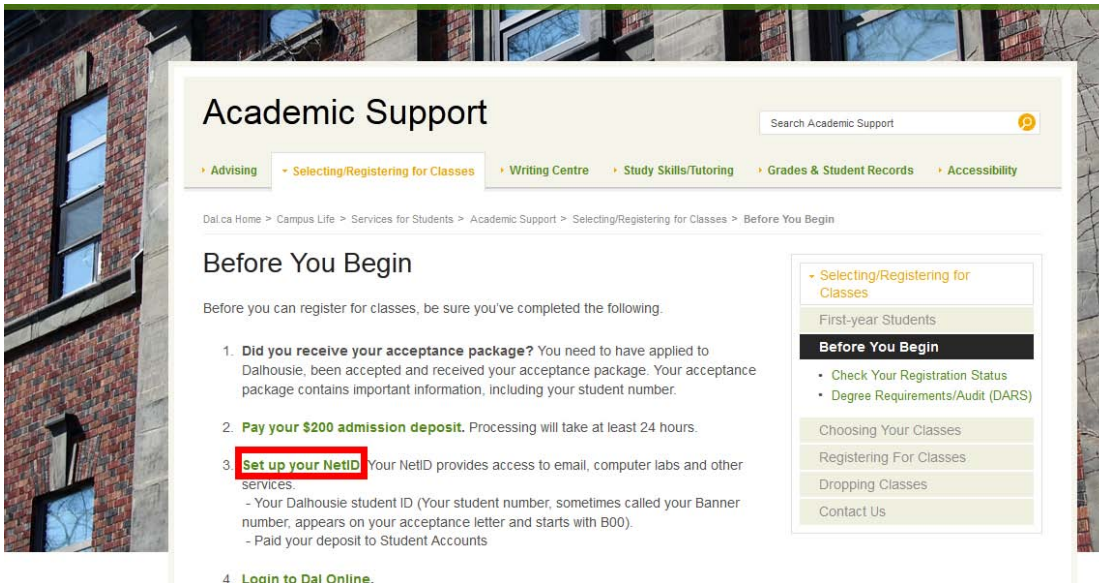 Academic Support
Search Academic Support
Advising
Selecting/Registering for Classes
Writing Centre
Study Skills/Tutoring
Grades & Student Records
Accessibility
Dal.ca Home > Campus Life > Services for Students > Academic Support > Selecting/Registering for Classes > Before You Begin
Before You Begin
Before you can register for classes, be sure you've completed the following.
1. Did you receive your acceptance package? You need to have applied to
Dalhousie, been accepted and received your acceptance package. Your acceptance
package contains important information, including your student number.
2. Pay your $200 admission deposit. Processing will take at least 24 hours.
3. Set up your NetID Your NetID provides access to email, computer labs and other
services.
- Your Dalhousie student ID (Your student number, sometimes called your Banner
number, appears on your acceptance letter and starts with B00).
- Paid your deposit to Student Accounts
4. Login to Dal Online.
Selecting/Registering for
Classes
First-year Students
Before You Begin
• Check Your Registration Status
• Degree Requirements/Audit (DARS)
Choosing Your Classes
Registering For Classes
Dropping Classes
Contact Us